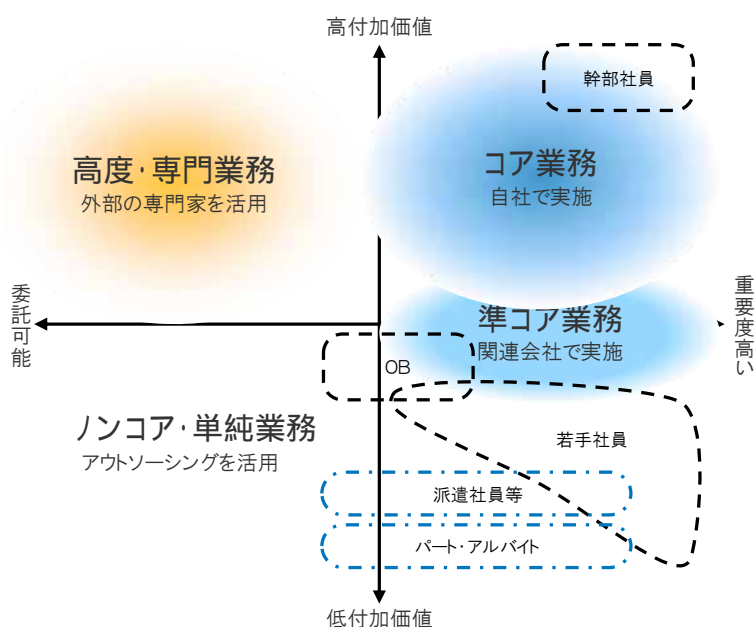 高付加価値
幹部社員
高度・専門業務
外部の専門家を活用
コア業務
自社で実施
委託可能
重要度高い
準コア業務
関連会社で実施
OB
ノンコア・単純業務
アウトソーシングを活用
若手社員
派遣社員等
パート・アルバイト
低付加価値